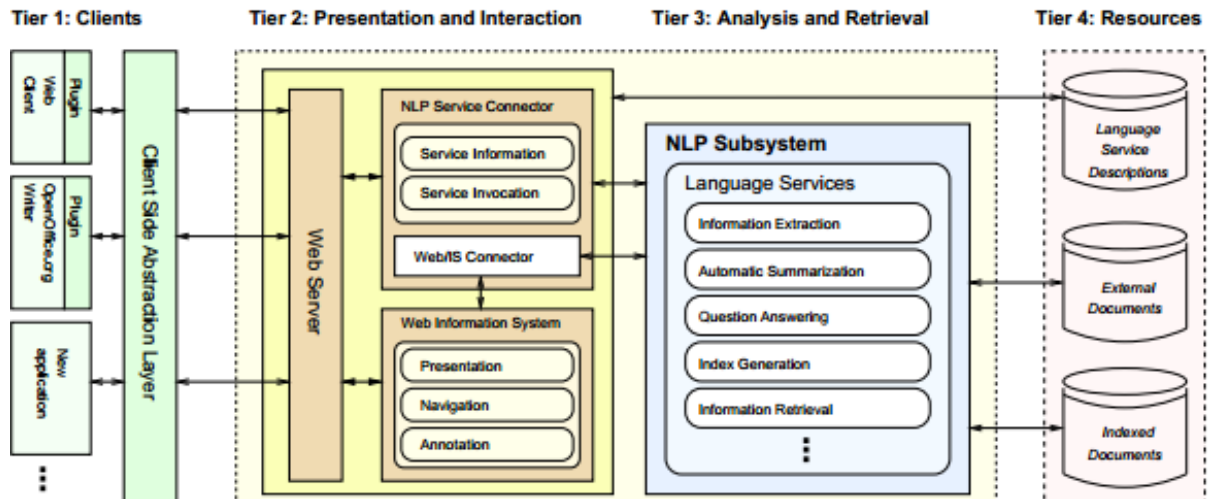 Tier 1: Clients
Tier 2: Presentation and Interaction
Tier 3: Analysis and Retrieval
Tier 4: Resources
Plugin
Web
Client
Plugin
OpenOffice.org
Writer
New
application
Client Side Abstraction Layer
Web Server
NLP Service Connector
Service Information
Service Invocation
Web/IS Connector
Web Information System
Presentation
Navigation
Annotation
NLP Subsystem
Language Services
Information Extraction
Automatic Summarization
Question Answering
Index Generation
Information Retrieval
Language
Service
Descriptions
External
Documents
Indexed
Documents